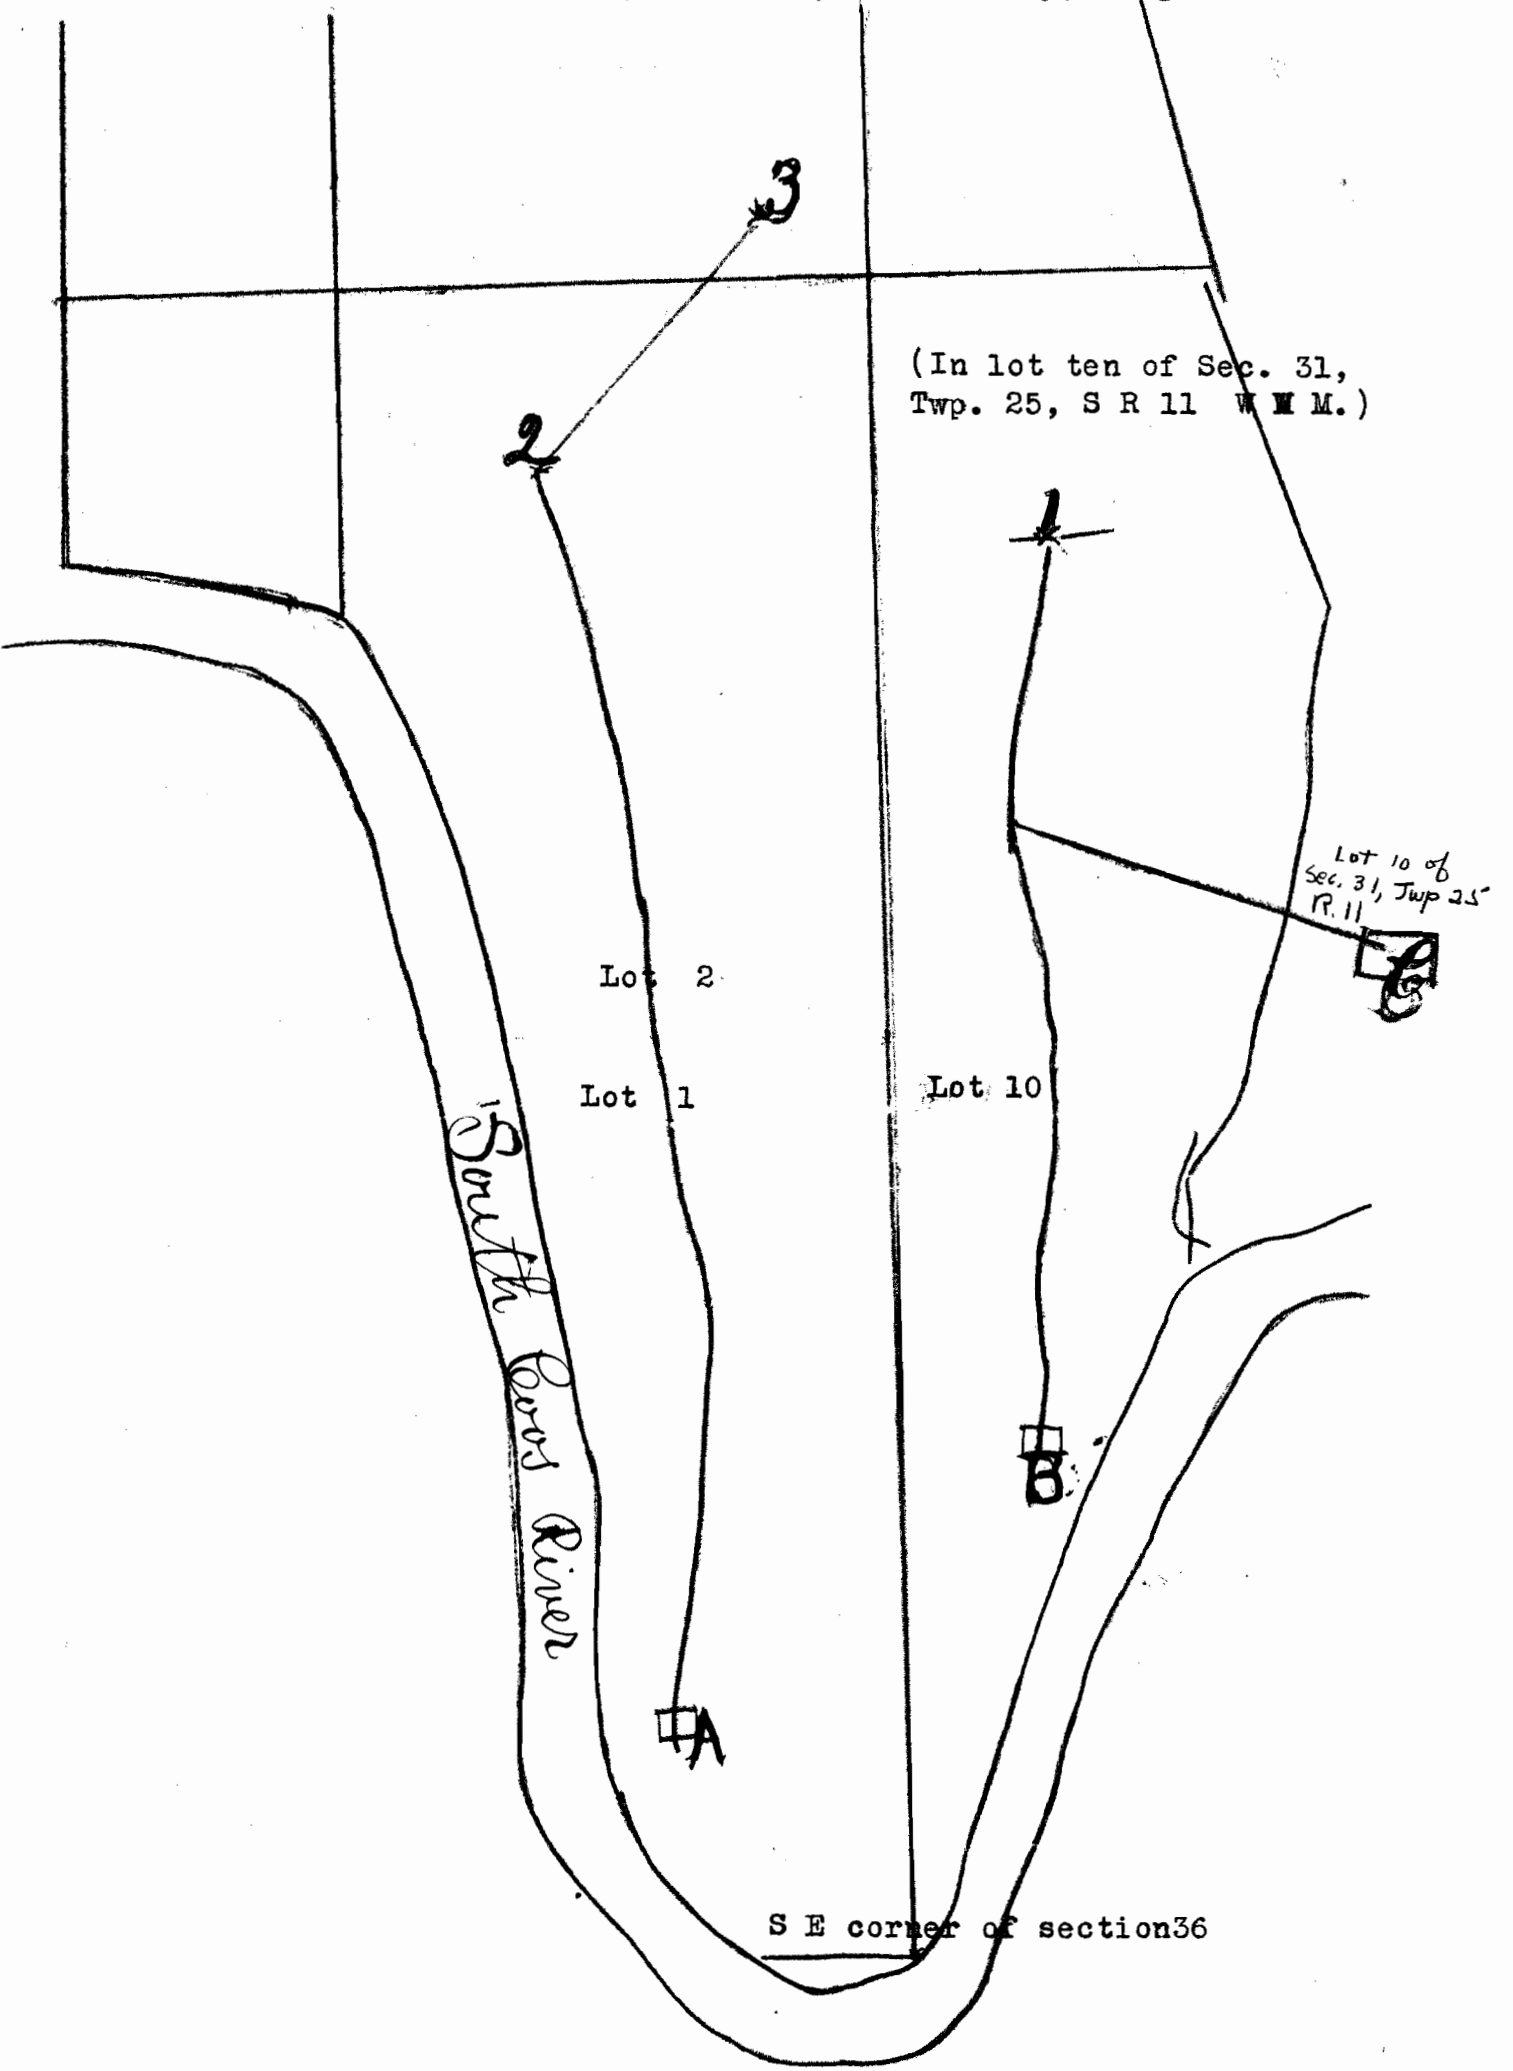 3
(In lot ten of Sec. 31,
Twp. 25, S R 11 W M.)
2
1
Lot 10 of
Sec. 31, Twp 25
R. 11
C
Lot 2
Lot 1
Lot 10
South Coos River
B
A
S E corner of section36